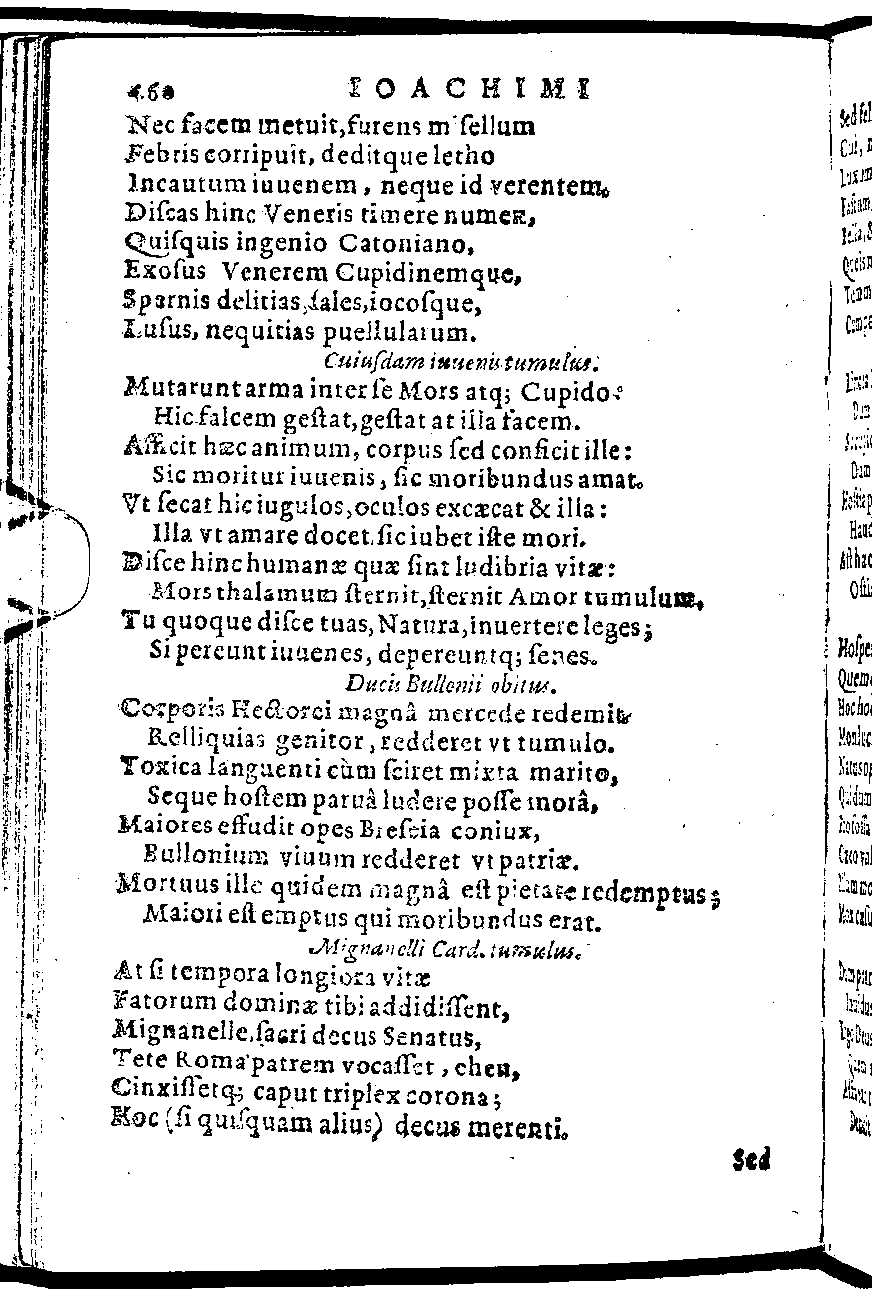 460 IOACHIMI
Nec facem metuit, furens misellum
Febris corripuit, deditque letho
Incautum iuuenem, neque id verentem.
Discas hinc Veneris timere numen,
Quisquis ingenio Catoniano,
Exosus Venerem Cupidinemque,
Spernis delitias, sales, iocosque,
Lusus, nequitias puellularum.
Cuiusdam iuuenis tumulus.
Mutarunt arma inter se Mors atq; Cupido:
Hic falcem gestat, gestat at illa facem.
Afficit hæc animum, corpus sed conficit ille:
Sic moritur iuuenis, sic moribundus amat.
Vt secat hic iugulos, oculos excæcat & illa:
Illa vt amare docet, sic iubet iste mori.
Disce hinc humanæ quæ sint ludibria vitæ:
Mors thalamum sternit, sternit Amor tumulum.
Tu quoque disce tuas, Natura, inuertere leges;
Si pereunt iuuenes, depereuntq; senes.
Ducis Bullonii obitus.
Corporis Hectorei magnâ mercede redemit
Relliquias genitor, redderet vt tumulo.
Toxica languenti cùm sciret mixta marito,
Seque hostem paruâ ludere posse morâ,
Maiores effudit opes Breseia coniux,
Bullonium viuum redderet vt patriæ.
Mortuus ille quidem magnâ est pietate redemptus;
Maiori est emptus qui moribundus erat.
Mignanelli Card. tumulus.
At si tempora longiora vitæ
Fatorum dominæ tibi addidissent,
Mignanelle, sacri decus Senatus,
Tete Roma patrem vocasset, eheu,
Cinxissetq; caput triplex corona;
Hoc (si quisquam alius) decus merenti.
Sed